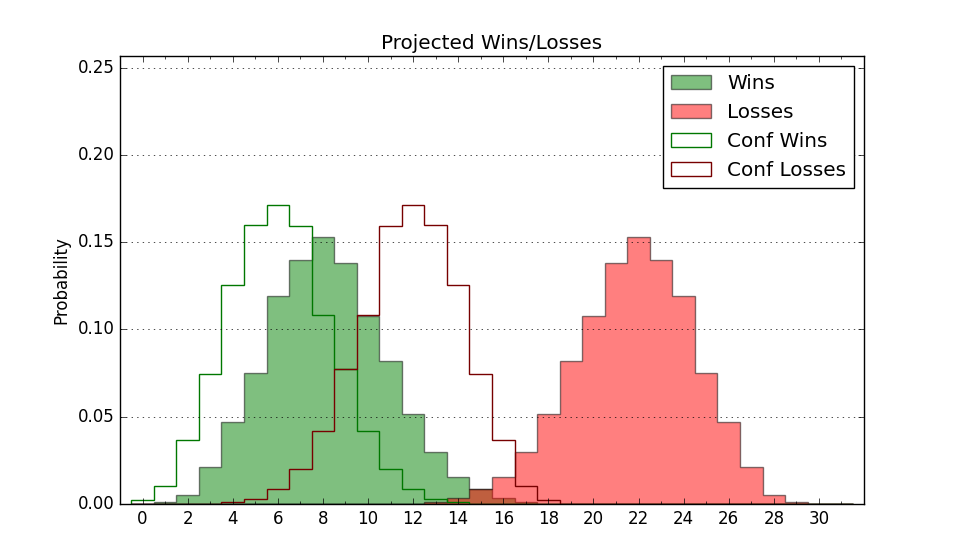 Projected Wins/Losses
0.25
0.20
0.15
0.10
0.05
0.00
Probability
Wins
Losses
Conf Wins
Conf Losses
0 2 4 6 8 10 12 14 16 18 20 22 24 26 28 30